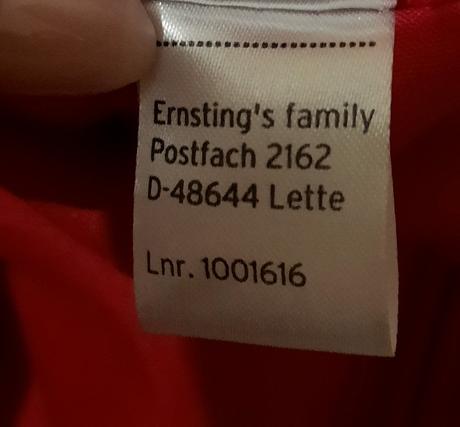 Ernsting's family
Postfach 2162
D-48644 Lette
Lnr. 1001616